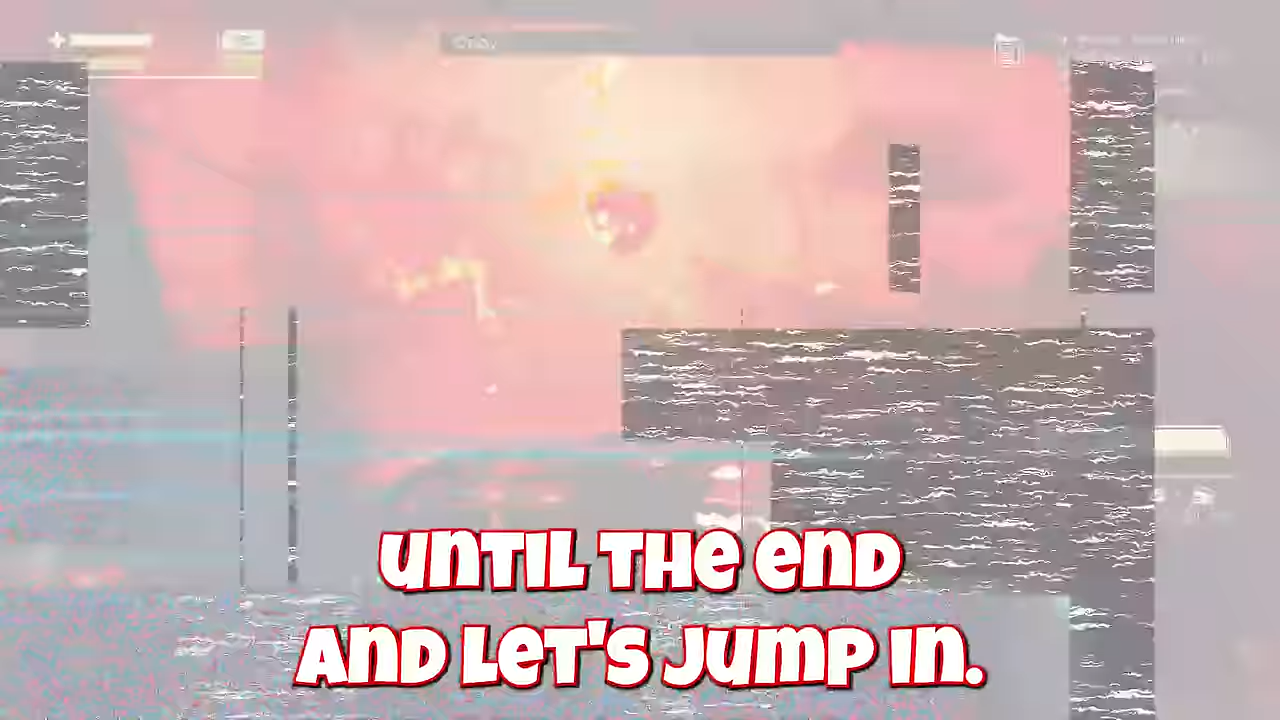 until the end
and let's jump in.